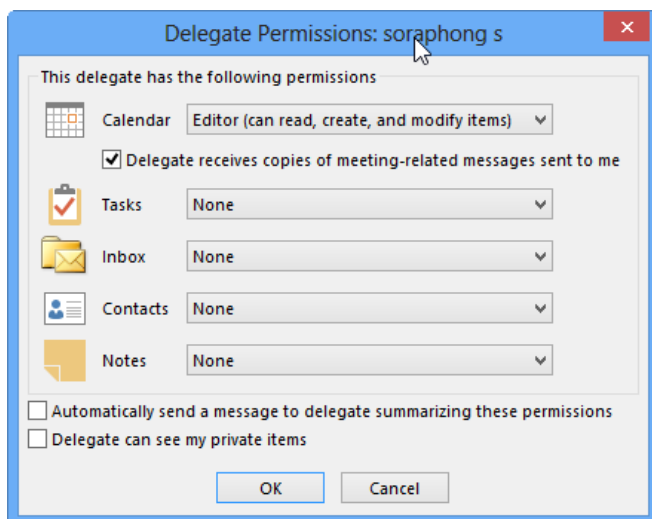 Delegate Permissions: soraphong s
This delegate has the following permissions
Calendar Editor (can read, create, and modify items)
Delegate receives copies of meeting-related messages sent to me
Tasks None
Inbox None
Contacts None
Notes None
Automatically send a message to delegate summarizing these permissions
Delegate can see my private items
OK Cancel